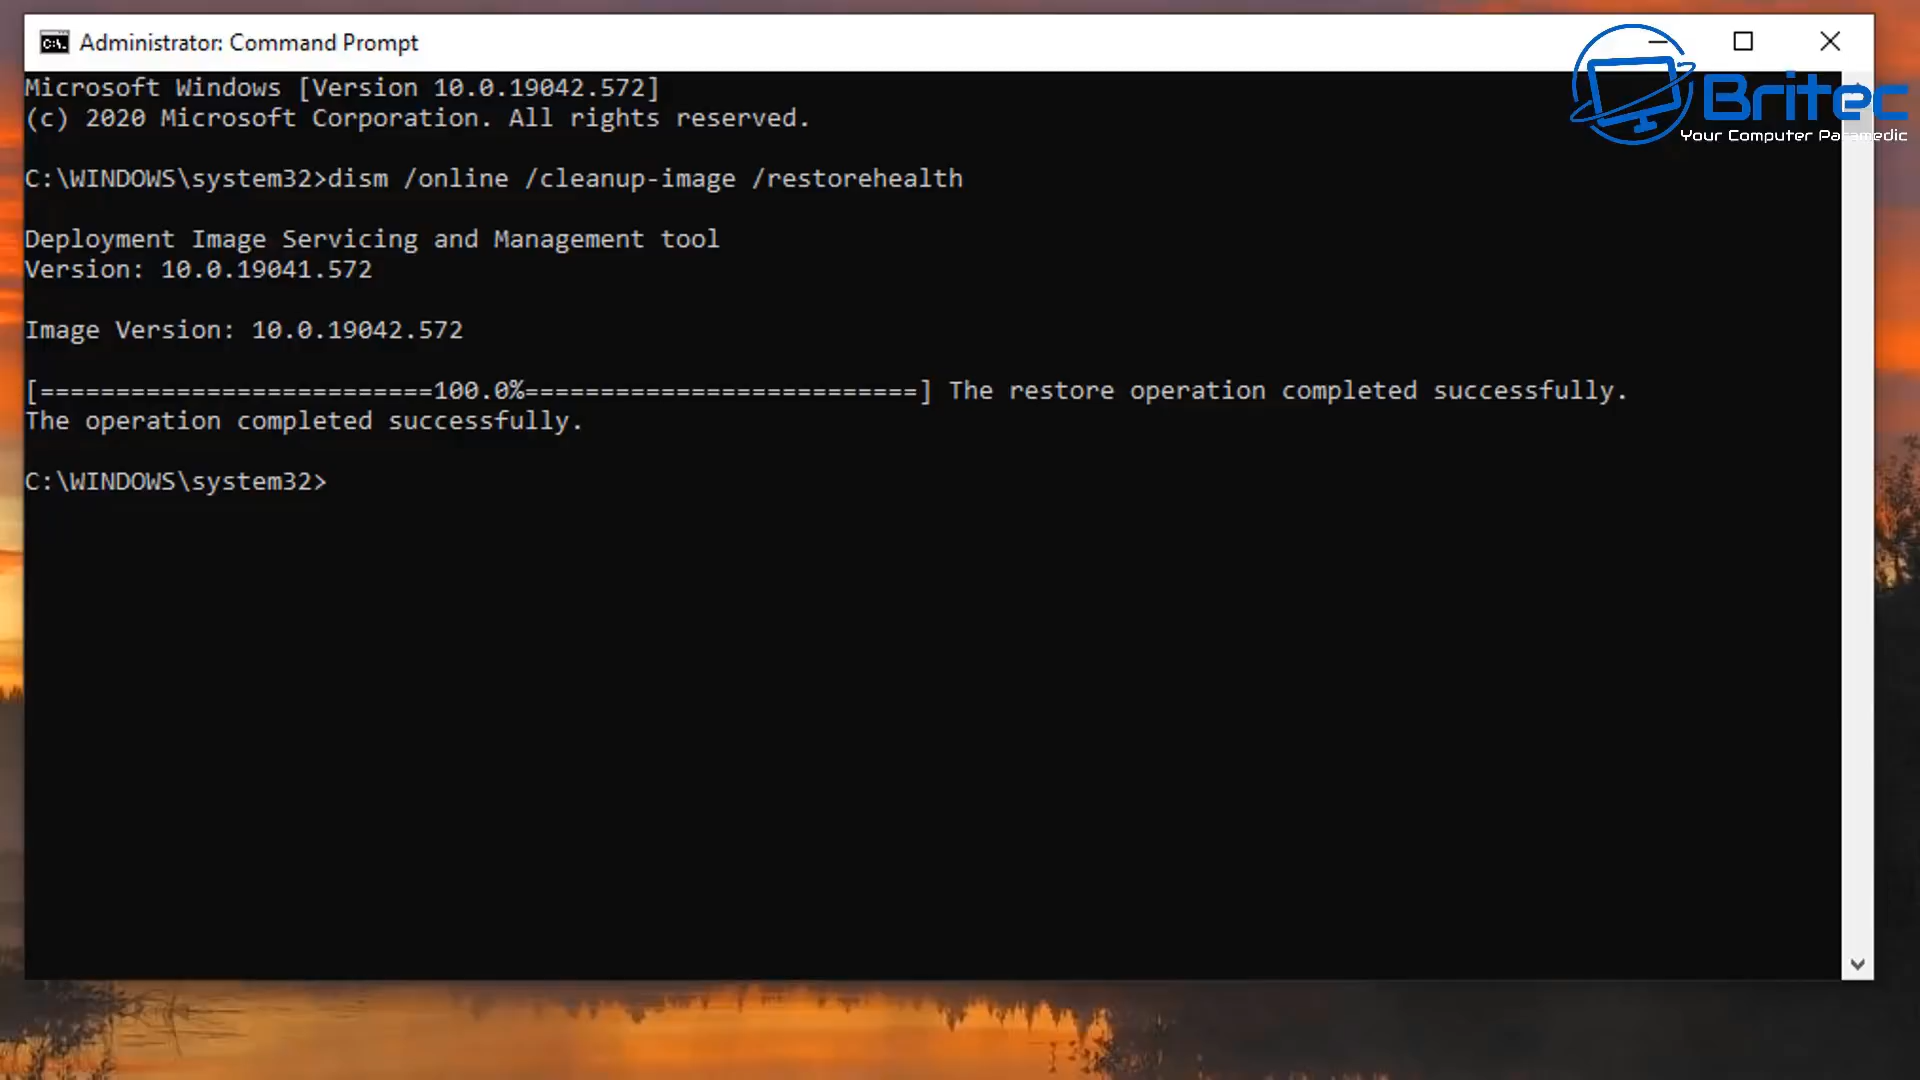 Administrator: Command Prompt
Microsoft Windows [Version 10.0.19042.572]
(c) 2020 Microsoft Corporation. All rights reserved.
C:\WINDOWS\system32>dism /online /cleanup-image /restorehealth
Deployment Image Servicing and Management tool
Version: 10.0.19041.572
Image Version: 10.0.19042.572
[==========================100.0%==========================] The restore operation completed successfully.
The operation completed successfully.
C:\WINDOWS\system32>
Britec
Your Computer Paramedic